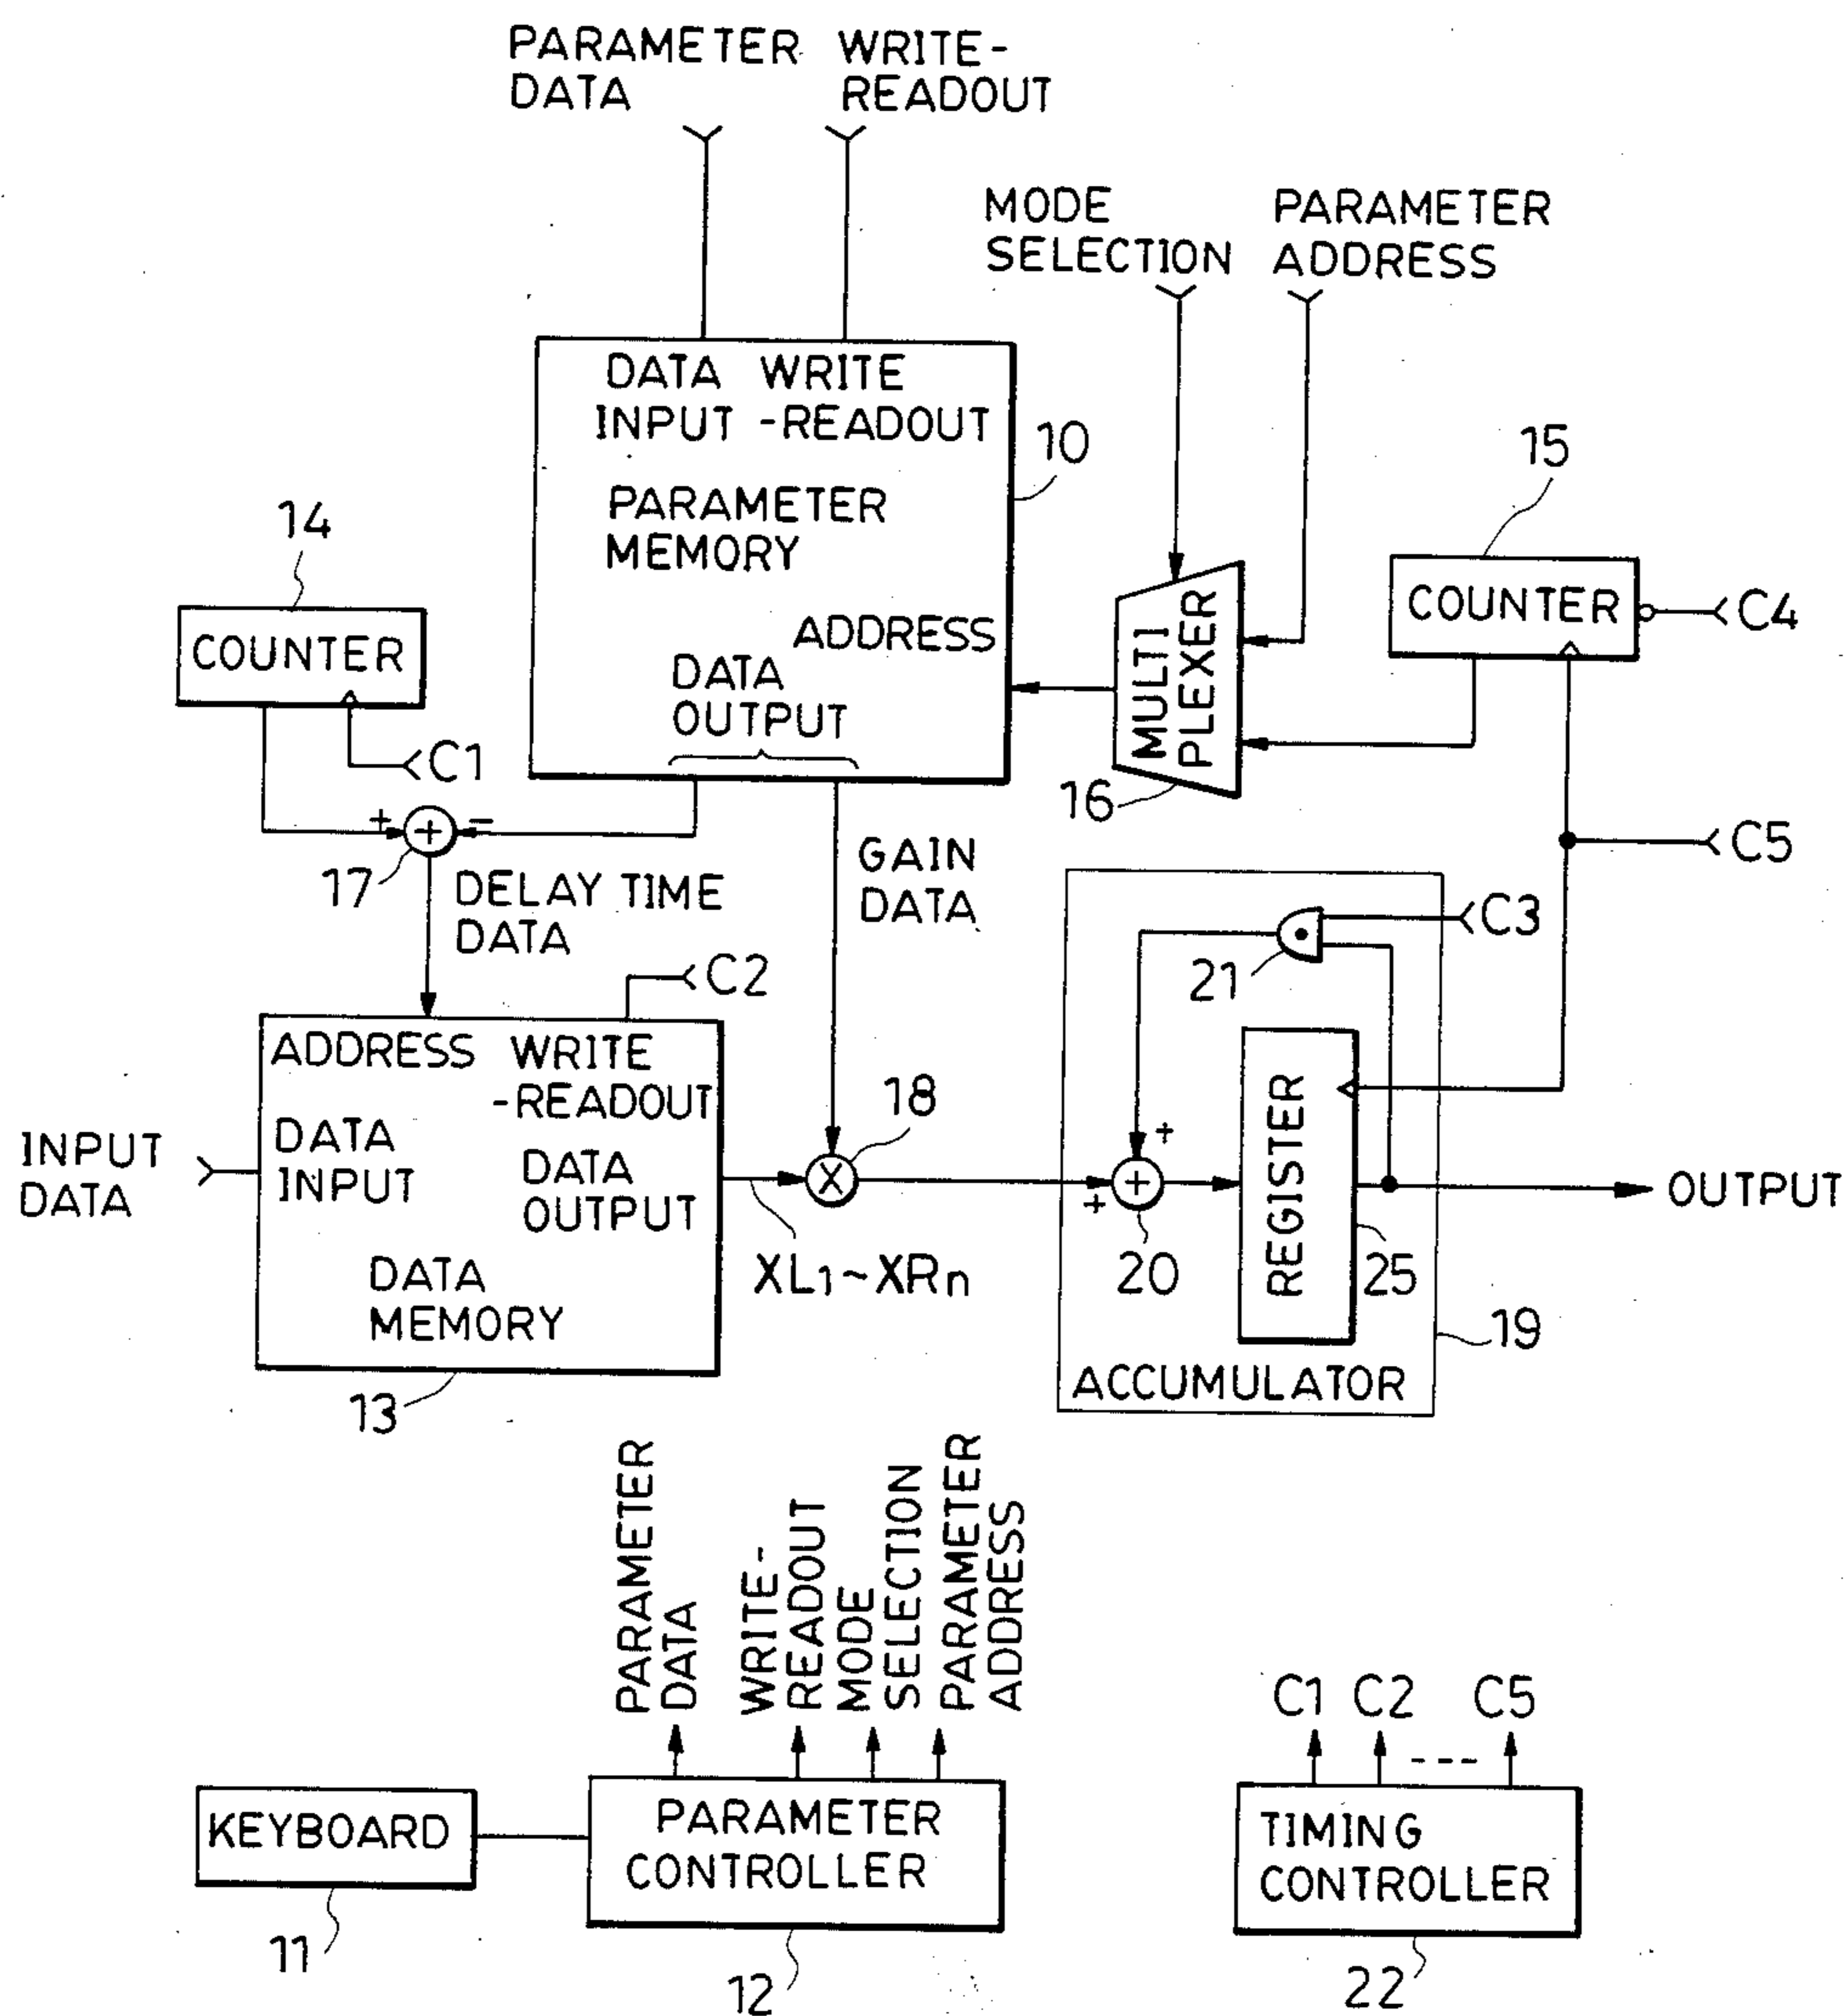 PARAMETER
DATA
WRITE-
READOUT
MODE
SELECTION
PARAMETER
ADDRESS
DATA
INPUT
WRITE
-READOUT
10
PARAMETER
MEMORY
ADDRESS
DATA
OUTPUT
14
COUNTER
C1
15
COUNTER
C4
MULTI
PLEXER
16
C5
+
+
-
17
DELAY TIME
DATA
GAIN
DATA
C3
21
C2
ADDRESS
WRITE
-READOUT
INPUT
DATA
DATA
INPUT
DATA
OUTPUT
DATA
MEMORY
13
18
X
XL1~XRn
+
+
+
20
REGISTER
25
OUTPUT
19
ACCUMULATOR
PARAMETER
DATA
WRITE-
READOUT
MODE
SELECTION
PARAMETER
ADDRESS
KEYBOARD
11
PARAMETER
CONTROLLER
12
C1 C2 --- C5
TIMING
CONTROLLER
22